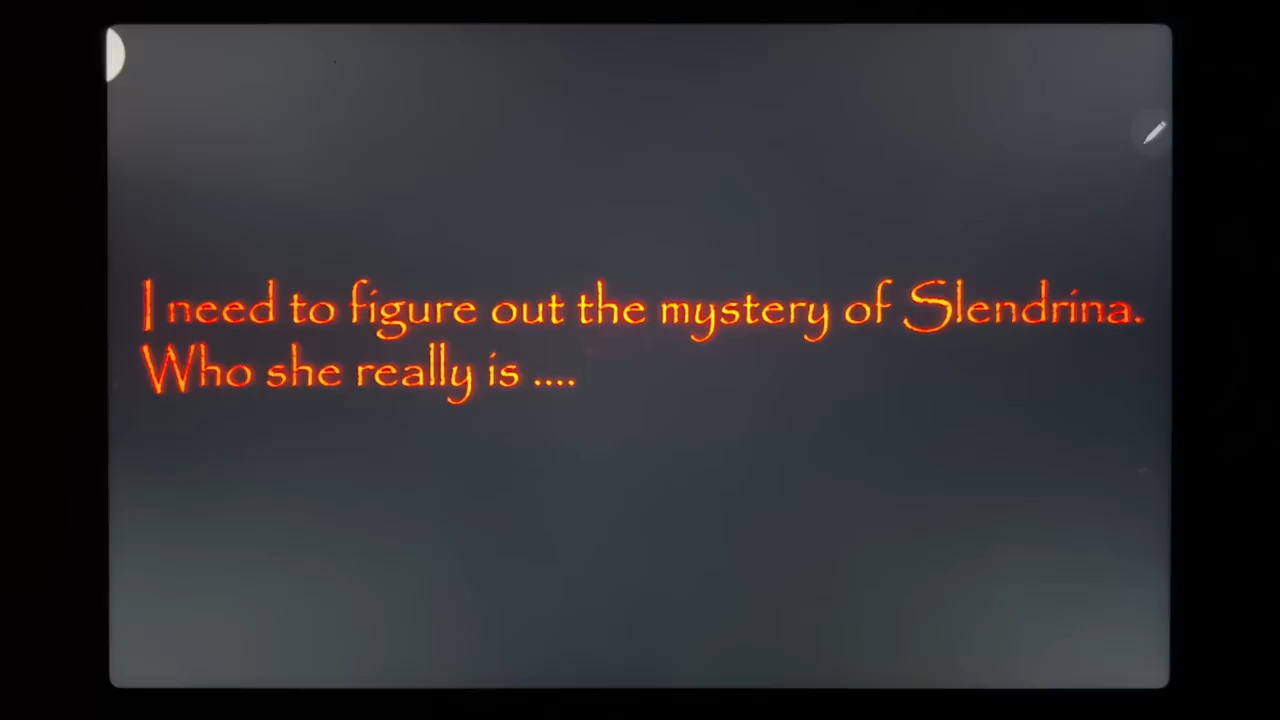 I need to figure out the mystery of Slendrina.
Who she really is ....